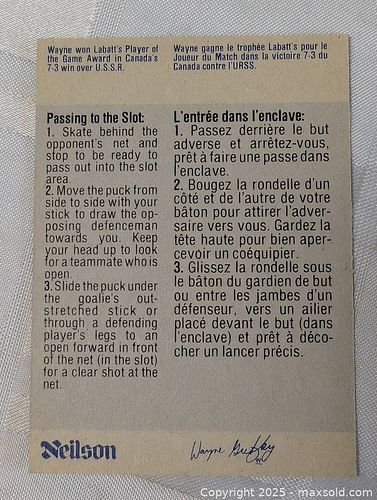 Wayne won Labatt's Player of
the Game Award in Canada's
7-3 win over U.S.S.R.
Wayne gagne le trophée Labatt's pour le
Joueur du Match dans la victoire 7-3 du
Canada contre l'URSS.
Passing to the Slot:
1. Skate behind the
opponent's net and
stop to be ready to
pass out into the slot
area.
2. Move the puck from
side to side with your
stick to draw the op-
posing defenceman
towards you. Keep
your head up to look
for a teammate who is
open.
3. Slide the puck under
the goalie's out-
stretched stick or
through a defending
player's legs to an
open forward in front
of the net (in the slot)
for a clear shot at the
net.
L'entrée dans l'enclave:
1. Passez derrière le but
adverse et arrêtez-vous,
prêt à faire une passe dans
l'enclave.
2. Bougez la rondelle d'un
côté et de l'autre de votre
bâton pour attirer l'adver-
saire vers vous. Gardez la
tête haute pour bien aper-
cevoir un coéquipier.
3. Glissez la rondelle sous
le bâton du gardien de but
ou entre les jambes d'un
défenseur, vers un ailier
placé devant le but (dans
l'enclave) et prêt à déco-
cher un lancer précis.
Neilson
Wayne Gretzky
99
Copyright 2025 - maxsold.com